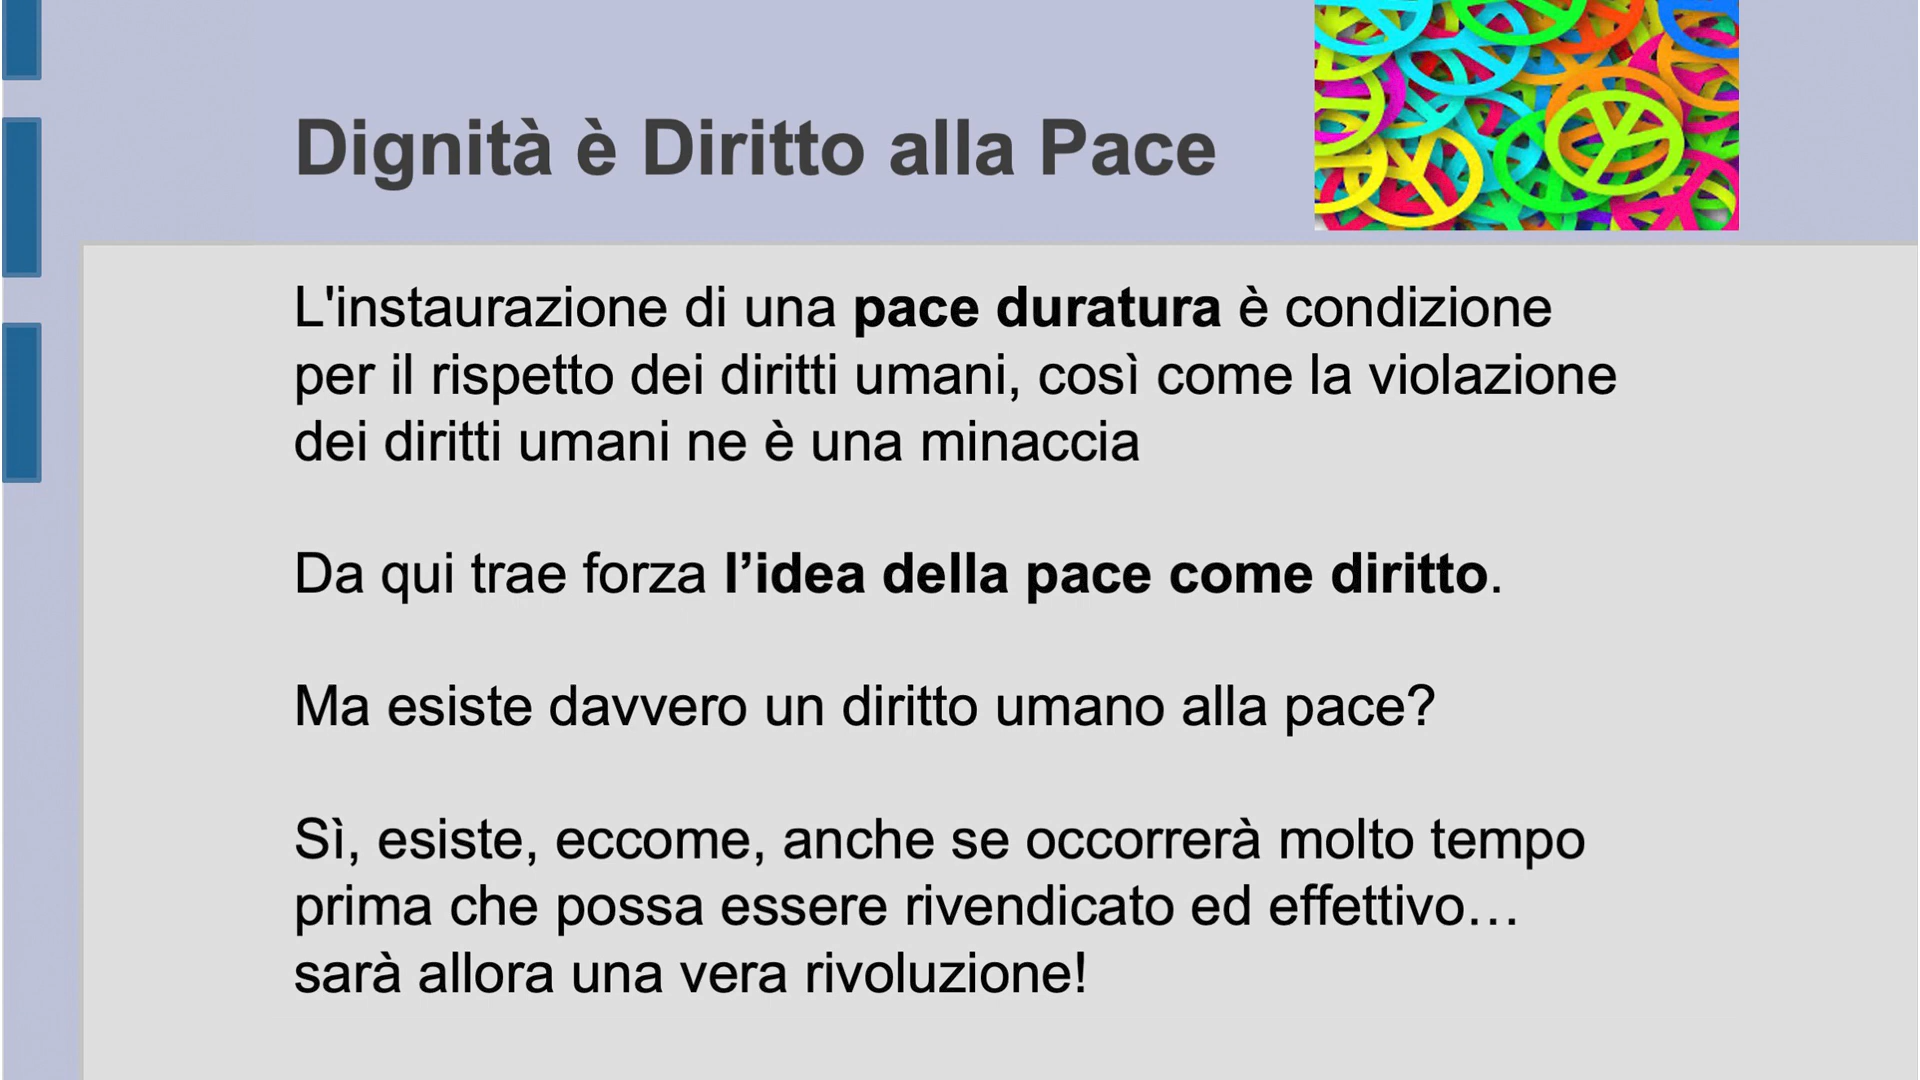 Dignità è Diritto alla Pace
L'instaurazione di una pace duratura è condizione
per il rispetto dei diritti umani, così come la violazione
dei diritti umani ne è una minaccia
Da qui trae forza l’idea della pace come diritto.
Ma esiste davvero un diritto umano alla pace?
Sì, esiste, eccome, anche se occorrerà molto tempo
prima che possa essere rivendicato ed effettivo…
sarà allora una vera rivoluzione!